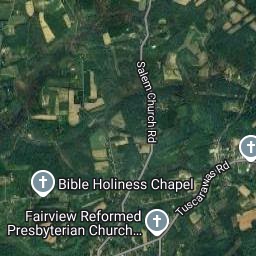 Salem Church Rd
Tuscarawas Rd
Bible Holiness Chapel
Fairview Reformed
Presbyterian Church...